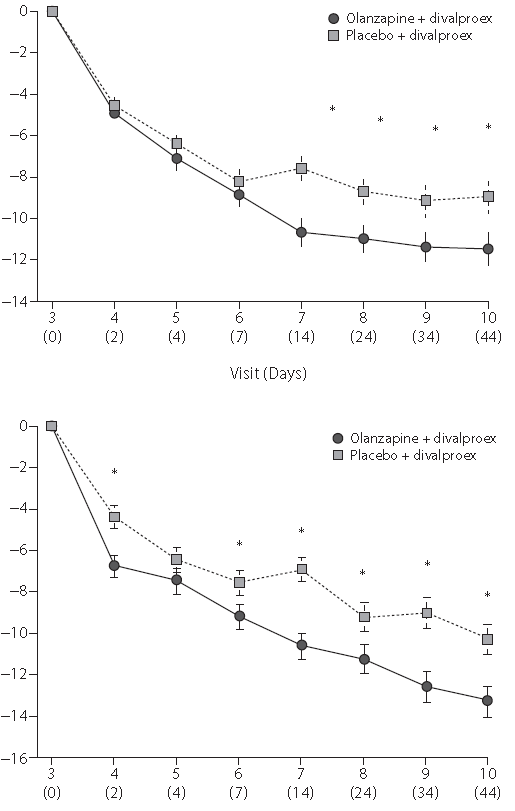 0
Olanzapine + divalproex
Placebo + divalproex
−2
−4
* * * *
−6
−8
−10
−12
−14
3 4 5 6 7 8 9 10
(0) (2) (4) (7) (14) (24) (34) (44)
Visit (Days)
0
Olanzapine + divalproex
Placebo + divalproex
−2
*
−4
* * * * *
−6
−8
−10
−12
−14
−16
3 4 5 6 7 8 9 10
(0) (2) (4) (7) (14) (24) (34) (44)